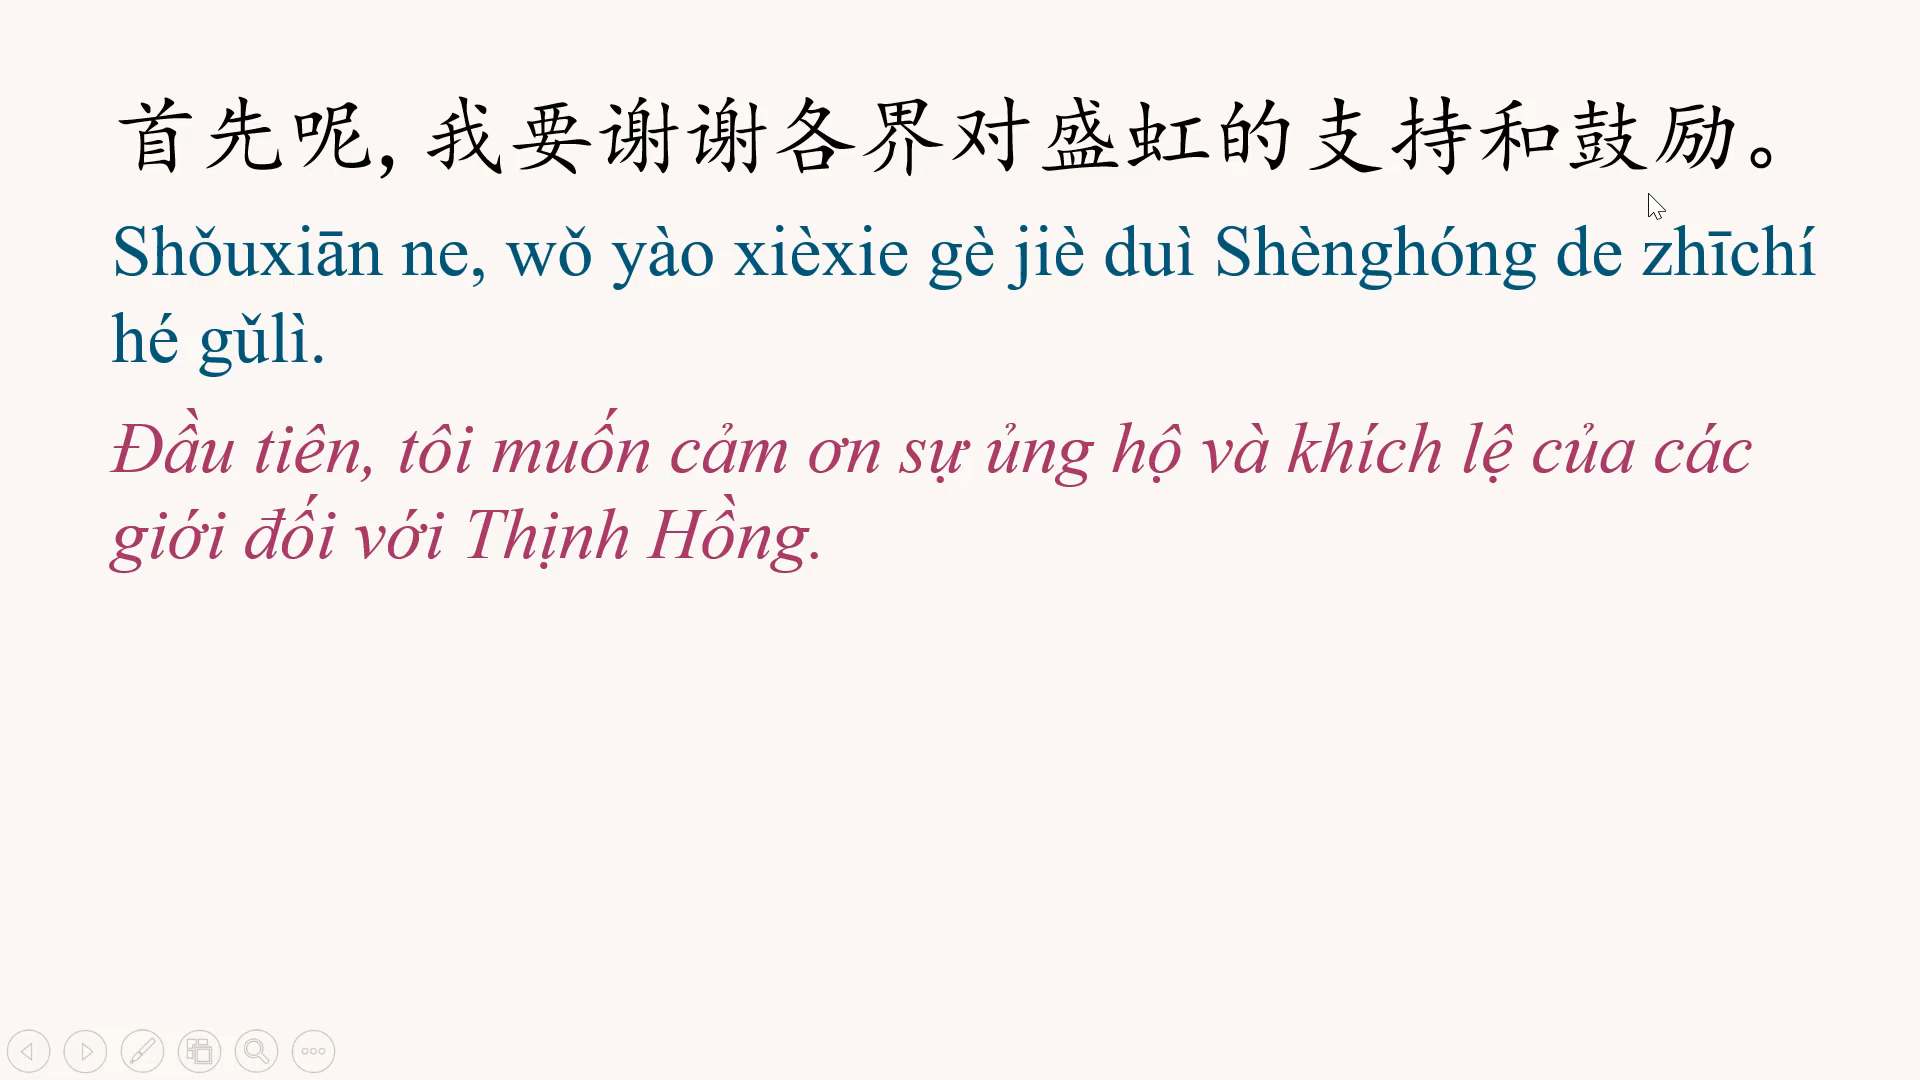 首先呢,我要谢谢各界对盛虹的支持和鼓励。
Shǒuxiān ne, wǒ yào xièxie gè jiè duì Shènghóng de zhīchí
hé gǔlì.
Đầu tiên, tôi muốn cảm ơn sự ủng hộ và khích lệ của các
giới đối với Thịnh Hồng.